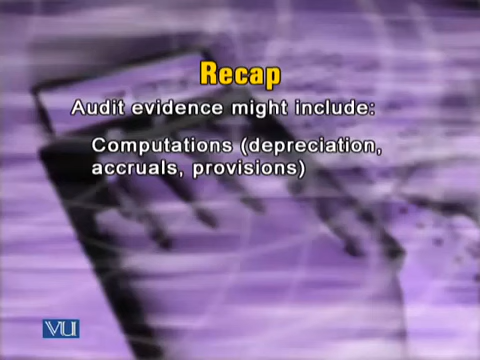 Recap
Audit evidence might include:
Computations (depreciation,
accruals, provisions)
VU